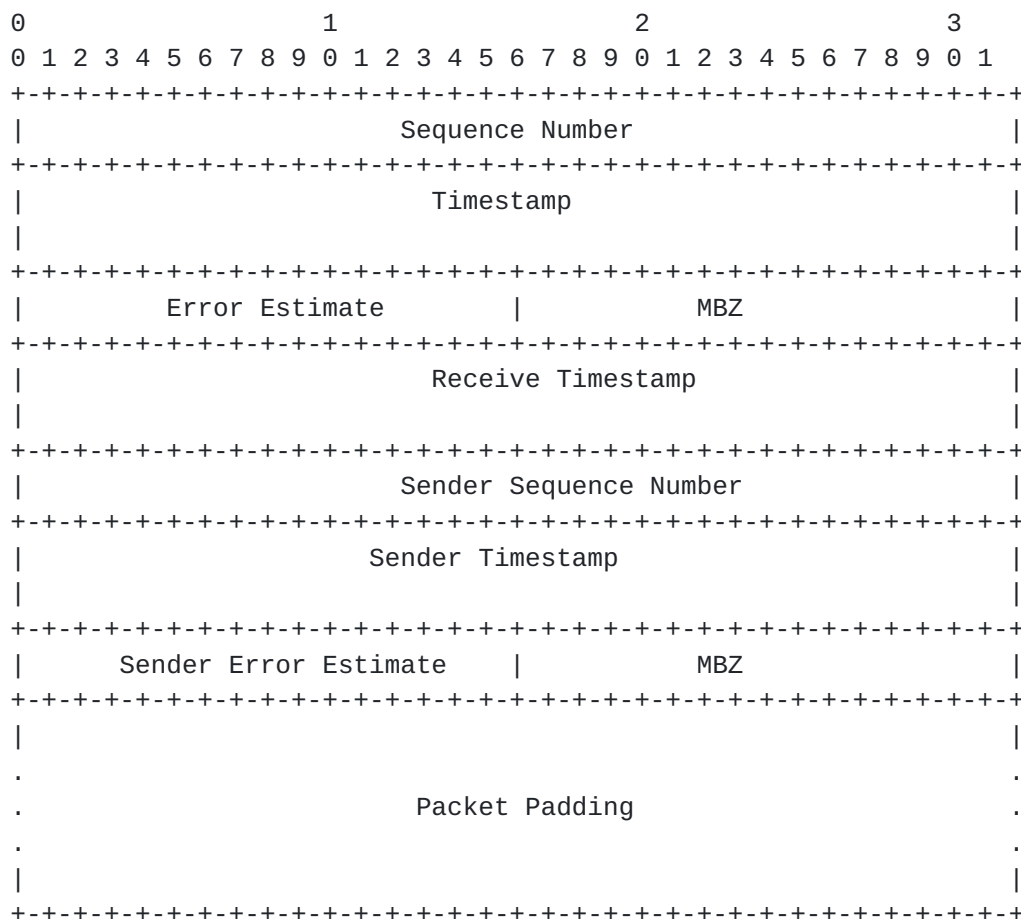 0                   1                   2                   3
0 1 2 3 4 5 6 7 8 9 0 1 2 3 4 5 6 7 8 9 0 1 2 3 4 5 6 7 8 9 0 1
+-+-+-+-+-+-+-+-+-+-+-+-+-+-+-+-+-+-+-+-+-+-+-+-+-+-+-+-+-+-+-+-+
|                        Sequence Number                        |
+-+-+-+-+-+-+-+-+-+-+-+-+-+-+-+-+-+-+-+-+-+-+-+-+-+-+-+-+-+-+-+-+
|                          Timestamp                            |
|                                                               |
+-+-+-+-+-+-+-+-+-+-+-+-+-+-+-+-+-+-+-+-+-+-+-+-+-+-+-+-+-+-+-+-+
|         Error Estimate        |           MBZ                 |
+-+-+-+-+-+-+-+-+-+-+-+-+-+-+-+-+-+-+-+-+-+-+-+-+-+-+-+-+-+-+-+-+
|                          Receive Timestamp                    |
|                                                               |
+-+-+-+-+-+-+-+-+-+-+-+-+-+-+-+-+-+-+-+-+-+-+-+-+-+-+-+-+-+-+-+-+
|                        Sender Sequence Number                 |
+-+-+-+-+-+-+-+-+-+-+-+-+-+-+-+-+-+-+-+-+-+-+-+-+-+-+-+-+-+-+-+-+
|                      Sender Timestamp                         |
|                                                               |
+-+-+-+-+-+-+-+-+-+-+-+-+-+-+-+-+-+-+-+-+-+-+-+-+-+-+-+-+-+-+-+-+
|      Sender Error Estimate    |           MBZ                 |
+-+-+-+-+-+-+-+-+-+-+-+-+-+-+-+-+-+-+-+-+-+-+-+-+-+-+-+-+-+-+-+-+
|                                                               |
.                                                               .
.                         Packet Padding                        .
.                                                               .
|                                                               |
+-+-+-+-+-+-+-+-+-+-+-+-+-+-+-+-+-+-+-+-+-+-+-+-+-+-+-+-+-+-+-+-+